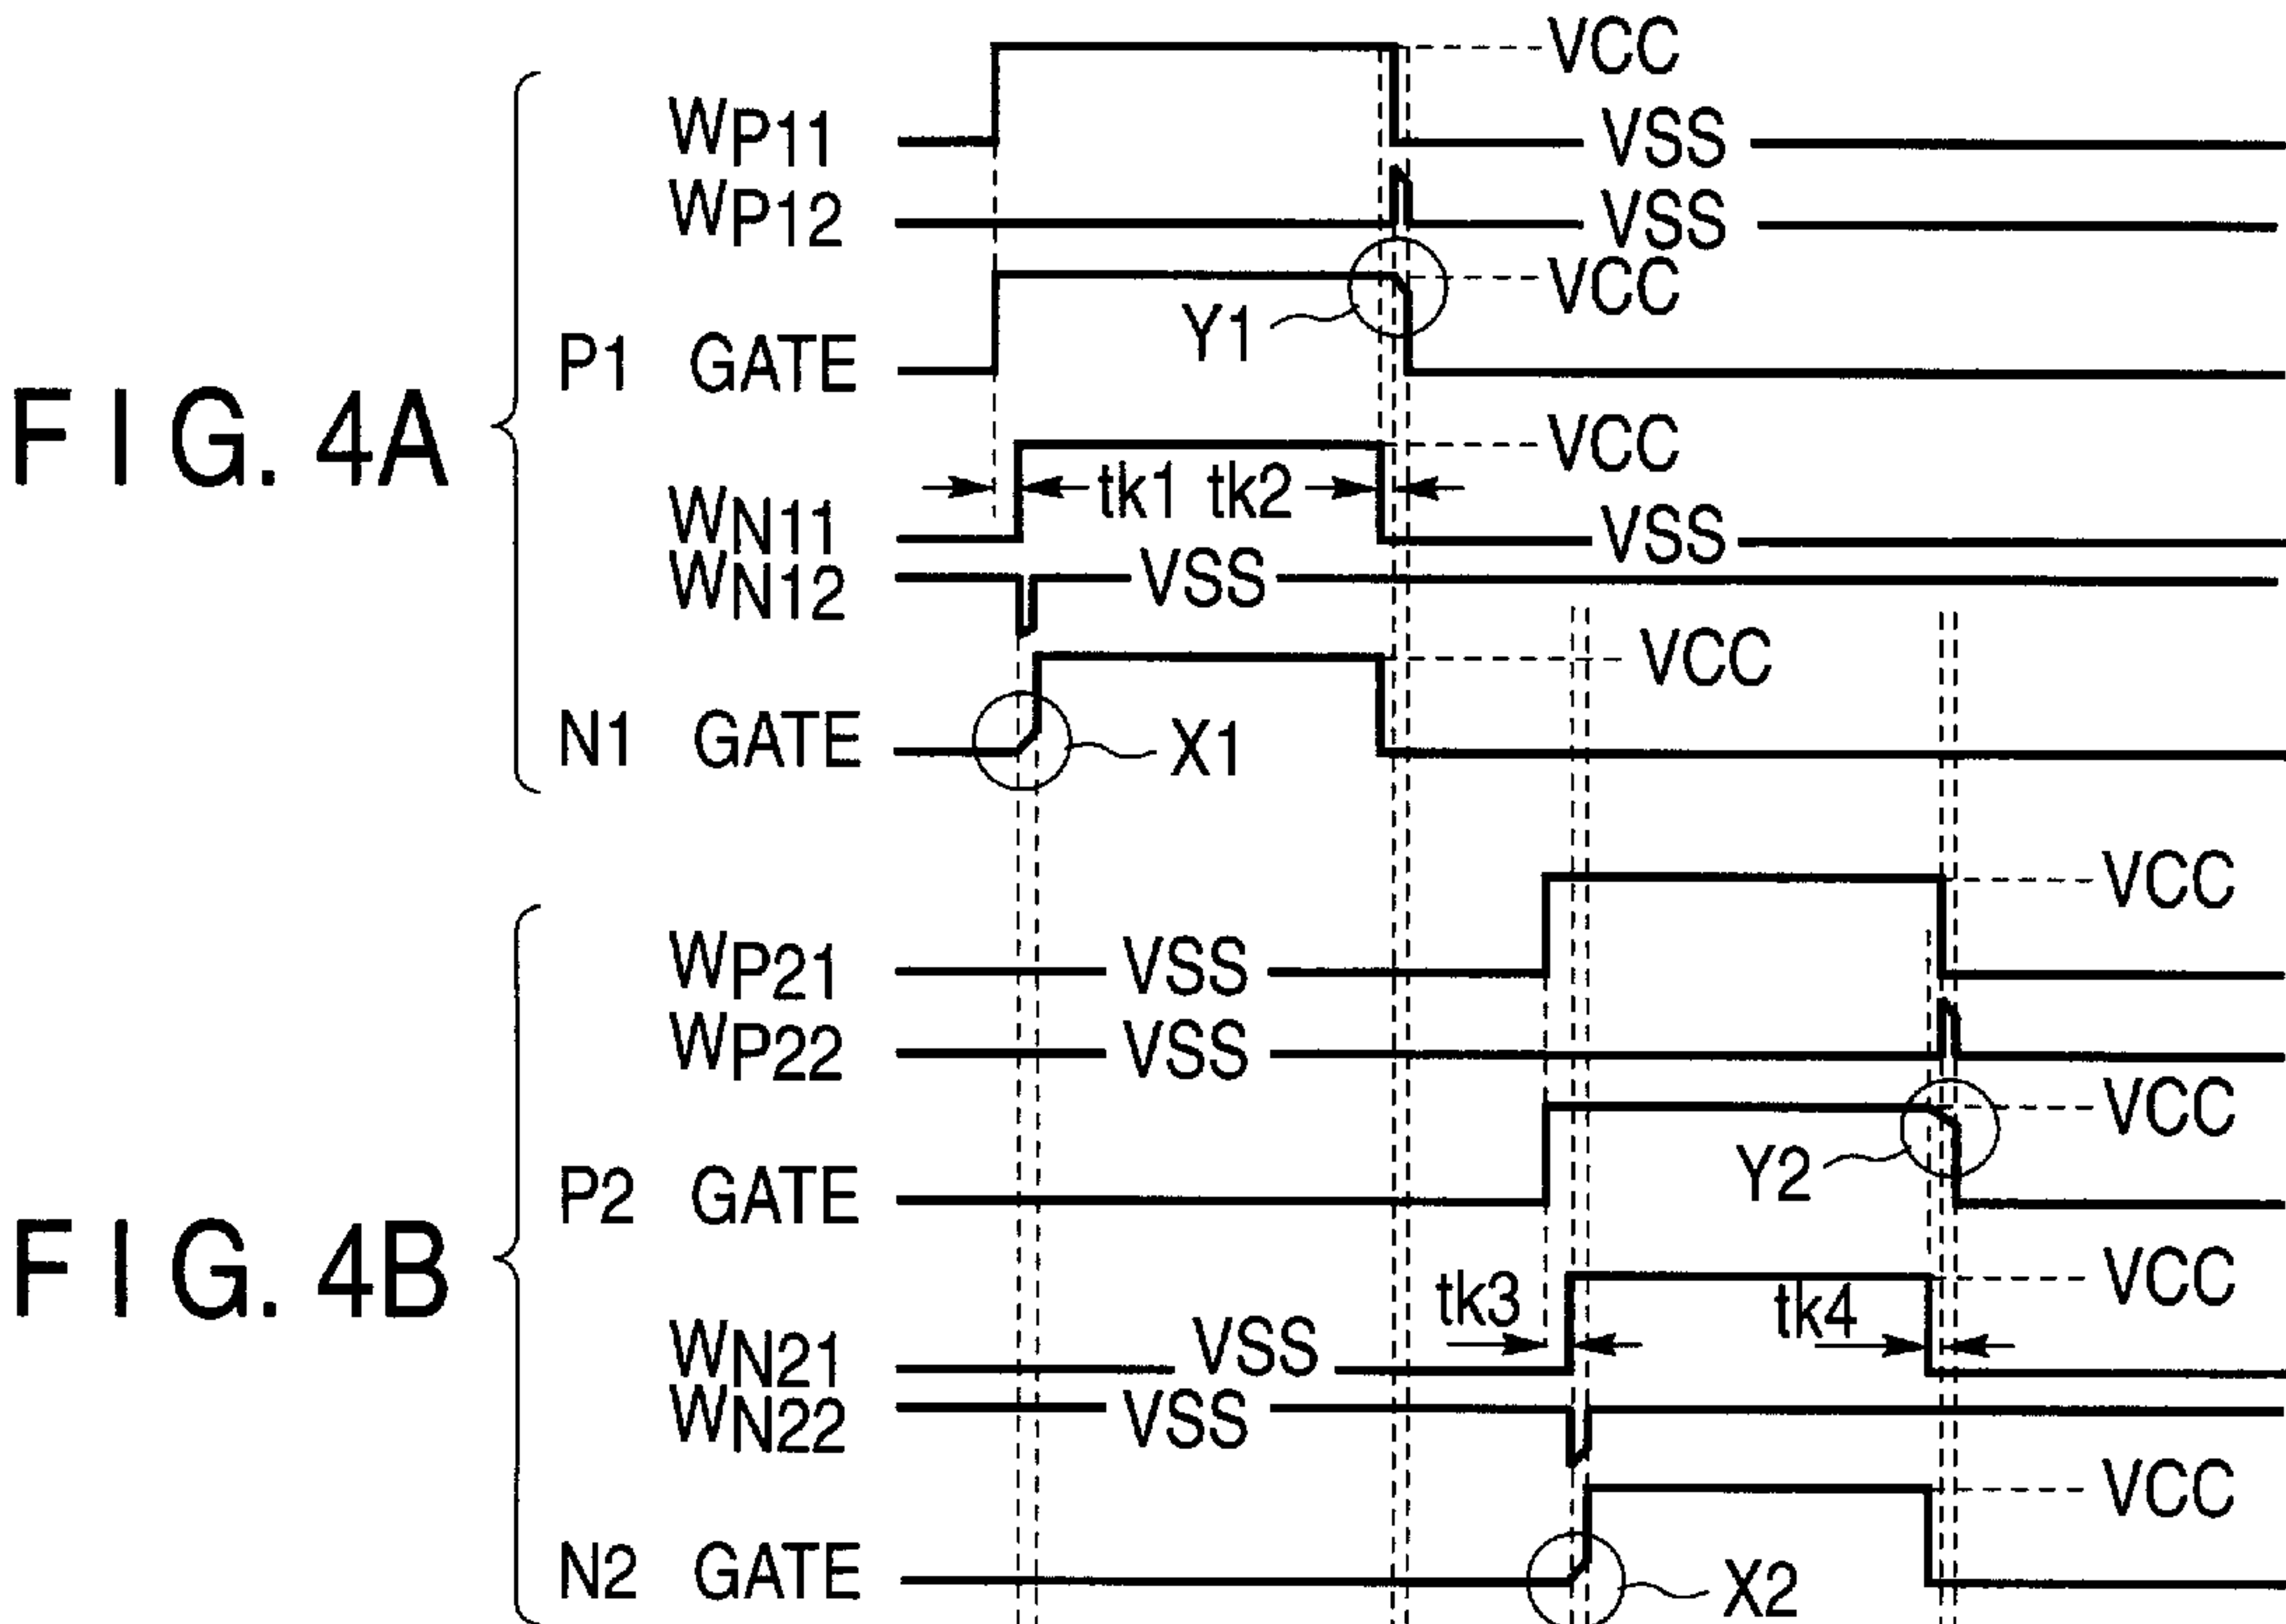 FIG. 4A
VCC
WP11 VSS
WP12 VSS
VCC
Y1
P1 GATE
VCC
tk1 tk2
WN11 VSS
WN12 VSS
VCC
N1 GATE X1
FIG. 4B
VCC
WP21 VSS
WP22 VSS
VCC
P2 GATE Y2
VCC
tk3 tk4
WN21 VSS
WN22 VSS
VCC
N2 GATE X2